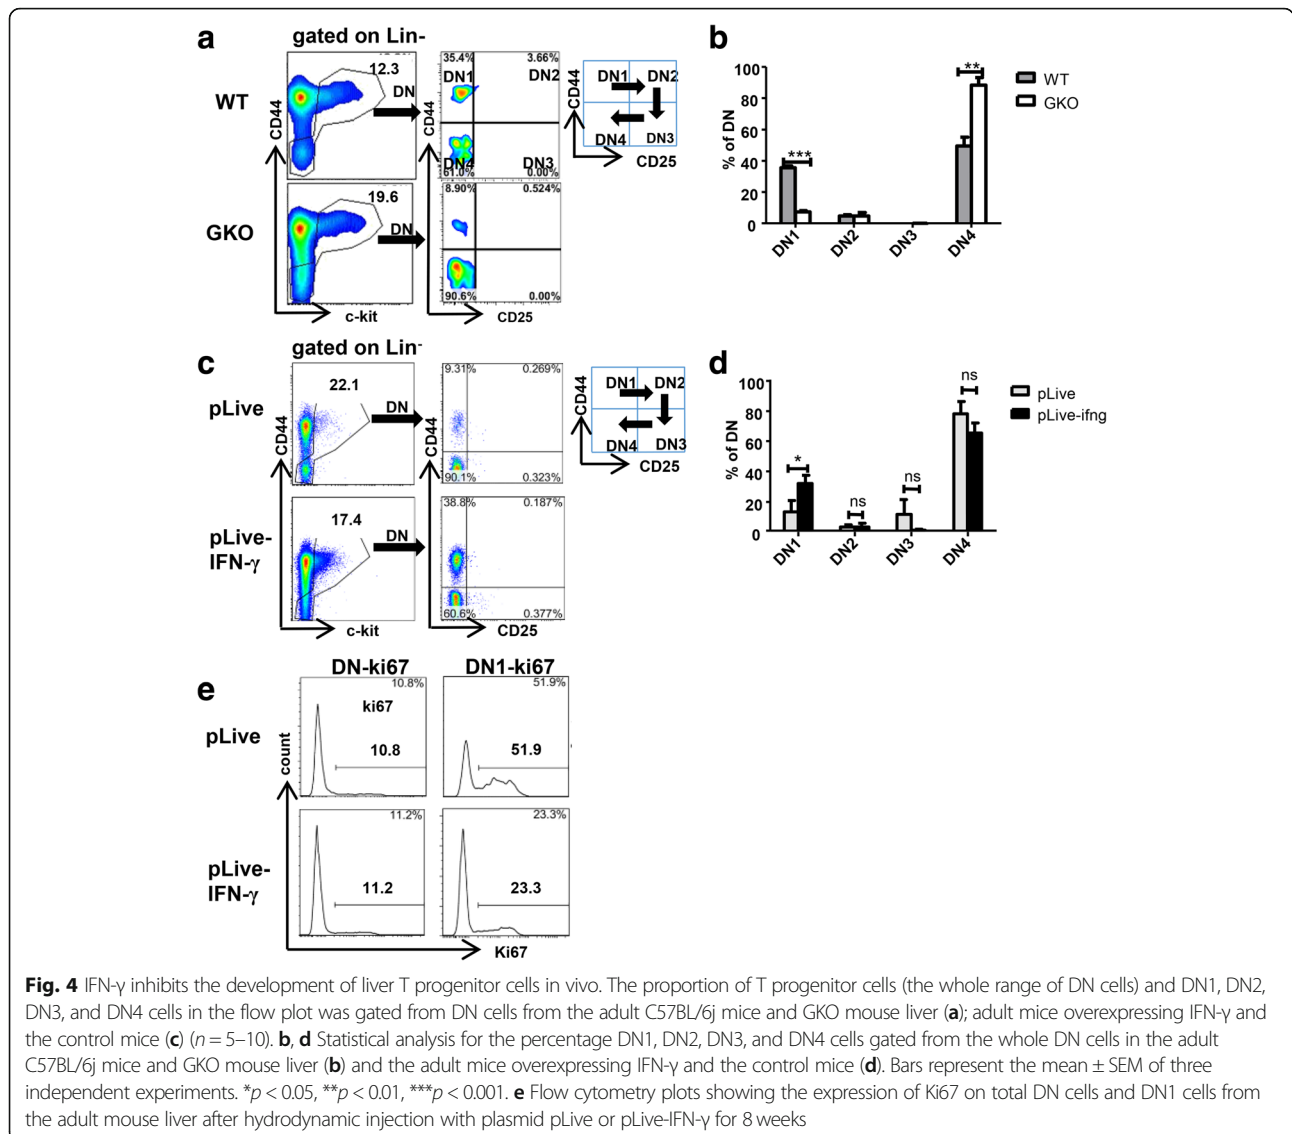 a
gated on Lin-
WT
12.3
DN
CD44
35.4%
3.66%
DN1
DN2
CD44
DN4
DN3
61.0%
0.00%
CD44
DN1
DN2
DN4
DN3
CD25
GKO
19.6
DN
8.90%
0.524%
90.6%
0.00%
c-kit
CD25
b
% of DN
100
80
60
40
20
0
***
**
DN1
DN2
DN3
DN4
WT
GKO
c
gated on Lin-
pLive
22.1
DN
CD44
9.31%
0.269%
CD44
90.1%
0.323%
CD44
DN1
DN2
DN4
DN3
CD25
pLive-
IFN-γ
17.4
DN
38.8%
0.187%
60.6%
0.377%
c-kit
CD25
d
% of DN
100
80
60
40
20
0
*
ns
ns
ns
DN1
DN2
DN3
DN4
pLive
pLive-ifng
e
DN-ki67
DN1-ki67
pLive
10.8%
ki67
10.8
51.9%
51.9
count
pLive-
IFN-γ
11.2%
11.2
23.3%
23.3
Ki67
Fig. 4 IFN-γ inhibits the development of liver T progenitor cells in vivo. The proportion of T progenitor cells (the whole range of DN cells) and DN1, DN2,
DN3, and DN4 cells in the flow plot was gated from DN cells from the adult C57BL/6j mice and GKO mouse liver (a); adult mice overexpressing IFN-γ and
the control mice (c) (n = 5–10). b, d Statistical analysis for the percentage DN1, DN2, DN3, and DN4 cells gated from the whole DN cells in the adult
C57BL/6j mice and GKO mouse liver (b) and the adult mice overexpressing IFN-γ and the control mice (d). Bars represent the mean ± SEM of three
independent experiments. *p < 0.05, **p < 0.01, ***p < 0.001. e Flow cytometry plots showing the expression of Ki67 on total DN cells and DN1 cells from
the adult mouse liver after hydrodynamic injection with plasmid pLive or pLive-IFN-γ for 8 weeks